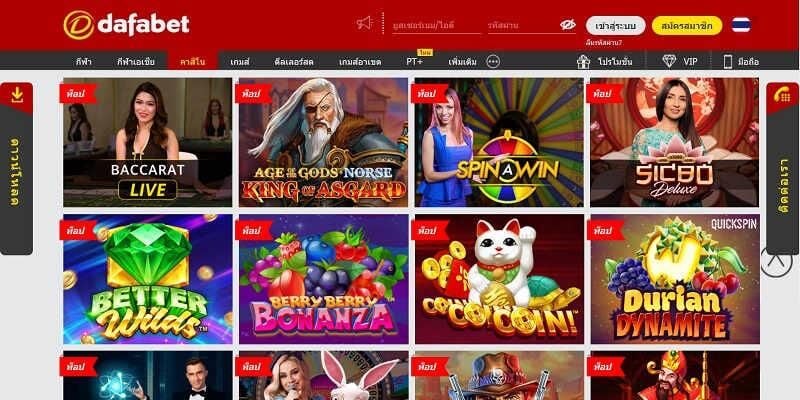 dafabet
ยูสเซอร์เนม/ไอดี
รหัสผ่าน
เข้าสู่ระบบ
สมัครสมาชิก
ลืมรหัสผ่าน?
ใหม่
กีฬา กีฬาเอเชีย คาสิโน เกมส์ ดีลเลอร์สด เกมส์อาเขต PT+ เพิ่มเติม โปรโมชั่น VIP มือถือ
ดาวน์โหลด
ติดต่อเรา
ท็อป
BACCARAT
LIVE
ท็อป
AGE OF THE GODS NORSE
KING OF ASGARD
ท็อป
SPIN A WIN
ท็อป
SICBO
Deluxe
ท็อป
BETTER
Wilds™
ท็อป
BERRY BERRY
BONANZA™
ท็อป
COIN! COIN! COIN!™
ท็อป
QUICKSPIN
Durian
DYNAMITE
ท็อป
ท็อป
ท็อป
ท็อป